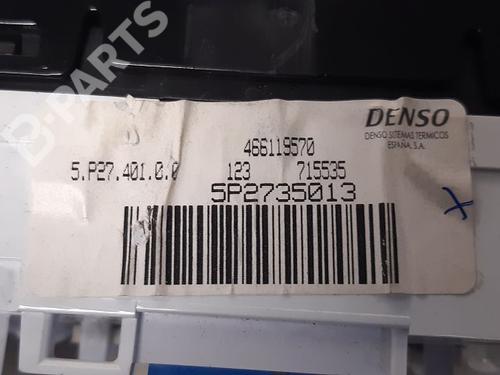 B-PARTS
DENSO
DENSO SISTEMAS TERMICOS
ESPAÑA, S.A.
466119570
5.P27.401.0.0 123 715535
5P2735013